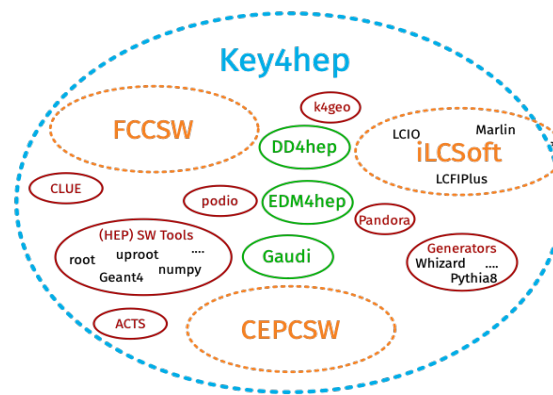 Key4hep
k4geo
FCCSW
DD4hep
LCIO
Marlin
iLCSoft
LCFIPlus
CLUE
podio
EDM4hep
Pandora
(HEP) SW Tools
root
uproot
....
Geant4
numpy
Gaudi
Generators
Whizard
....
Pythia8
ACTS
CEPCSW